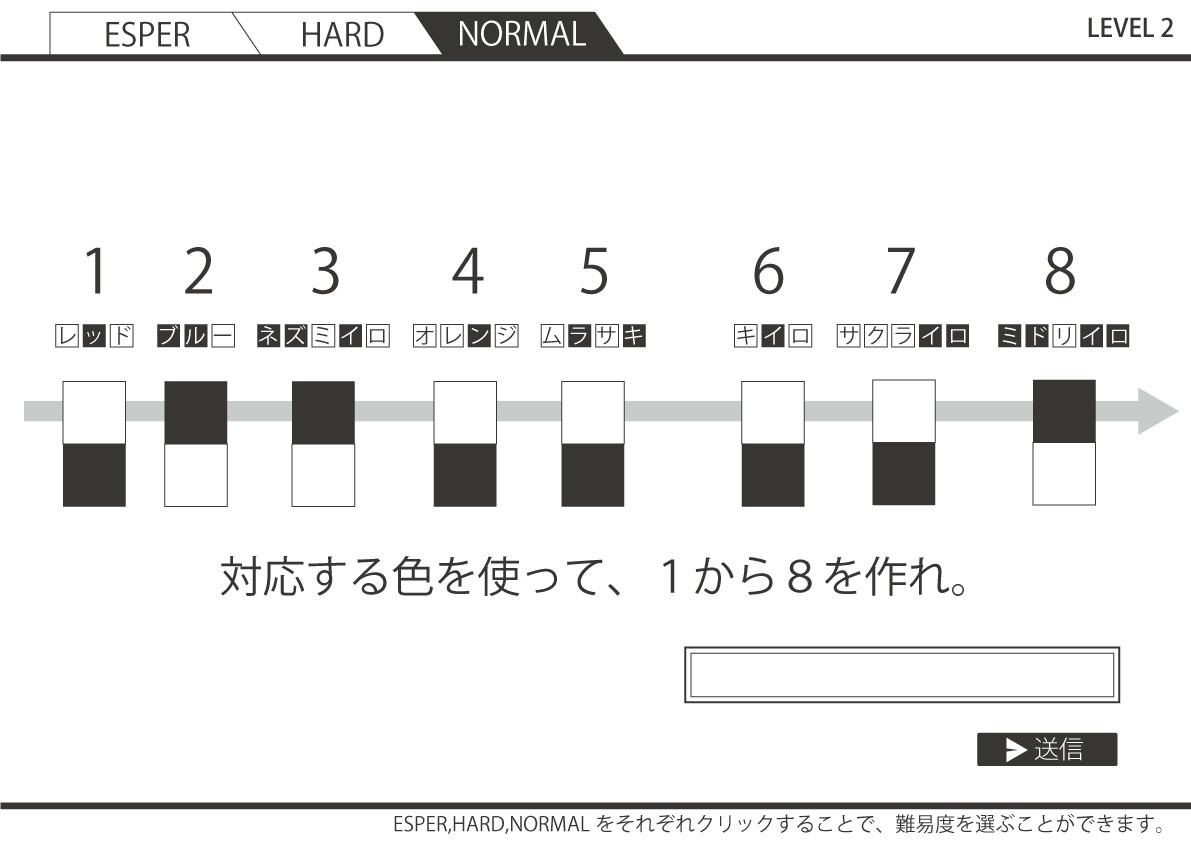 ESPER HARD NORMAL LEVEL 2
1 2 3 4 5 6 7 8
レッド ブルー ネズミイロ オレンジ ムラサキ キイロ サクライロ ミドリイロ
対応する色を使って、1から8を作れ。
送信
ESPER,HARD,NORMAL をそれぞれクリックすることで、難易度を選ぶことができます。